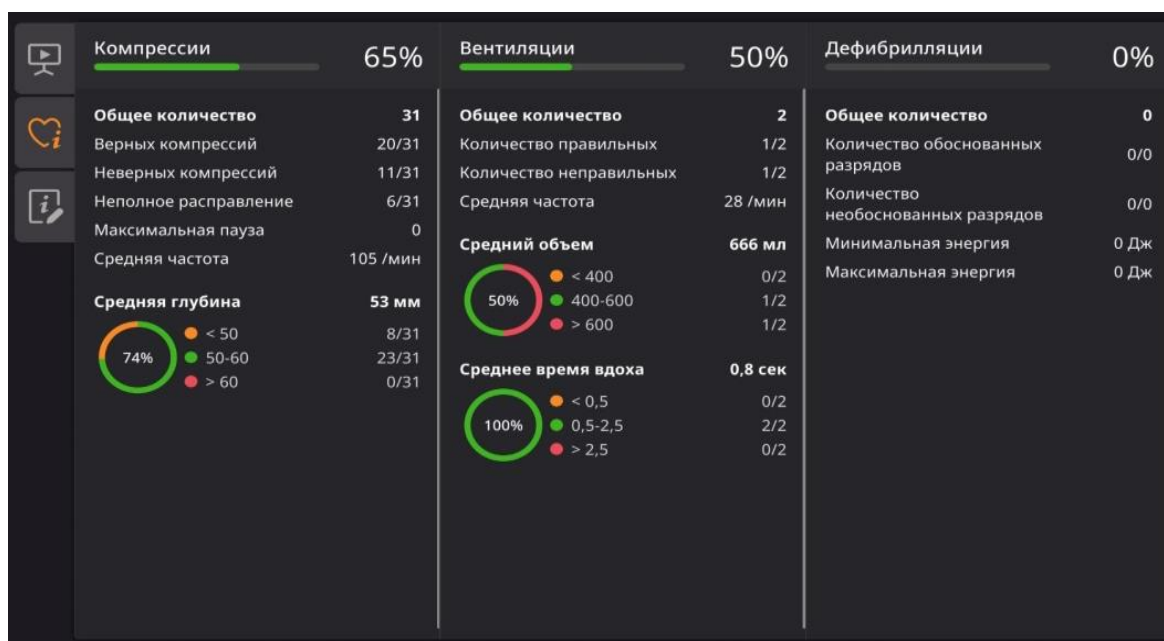 Компрессии 65%
Общее количество 31
Верных компрессий 20/31
Неверных компрессий 11/31
Неполное расправление 6/31
Максимальная пауза 0
Средняя частота 105 /мин
Средняя глубина 53 мм
74%
< 50 8/31
50-60 23/31
> 60 0/31
Вентиляции 50%
Общее количество 2
Количество правильных 1/2
Количество неправильных 1/2
Средняя частота 28 /мин
Средний объем 666 мл
50%
< 400 0/2
400-600 1/2
> 600 1/2
Среднее время вдоха 0,8 сек
100%
< 0,5 0/2
0,5-2,5 2/2
> 2,5 0/2
Дефибрилляции 0%
Общее количество 0
Количество обоснованных
разрядов 0/0
Количество
необоснованных разрядов 0/0
Минимальная энергия 0 Дж
Максимальная энергия 0 Дж